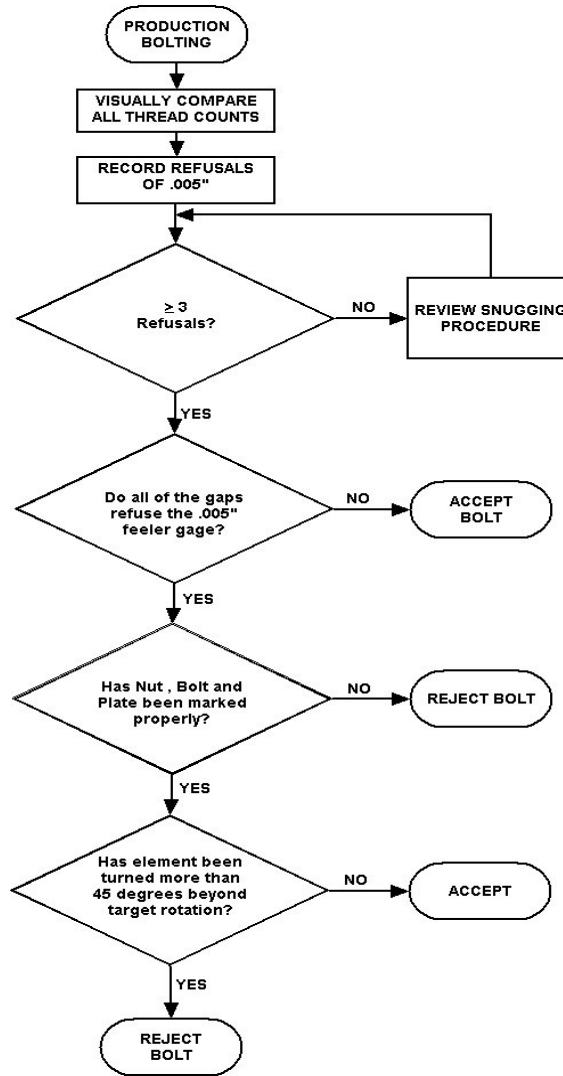 PRODUCTION
BOLTING
VISUALLY COMPARE
ALL THREAD COUNTS
RECORD REFUSALS
OF .005"
≥ 3
Refusals?
NO
REVIEW SNUGGING
PROCEDURE
YES
Do all of the gaps
refuse the .005"
feeler gage?
NO
ACCEPT
BOLT
YES
Has Nut , Bolt and
Plate been marked
properly?
NO
REJECT BOLT
YES
Has element been
turned more than
45 degrees beyond
target rotation?
NO
ACCEPT
YES
REJECT
BOLT